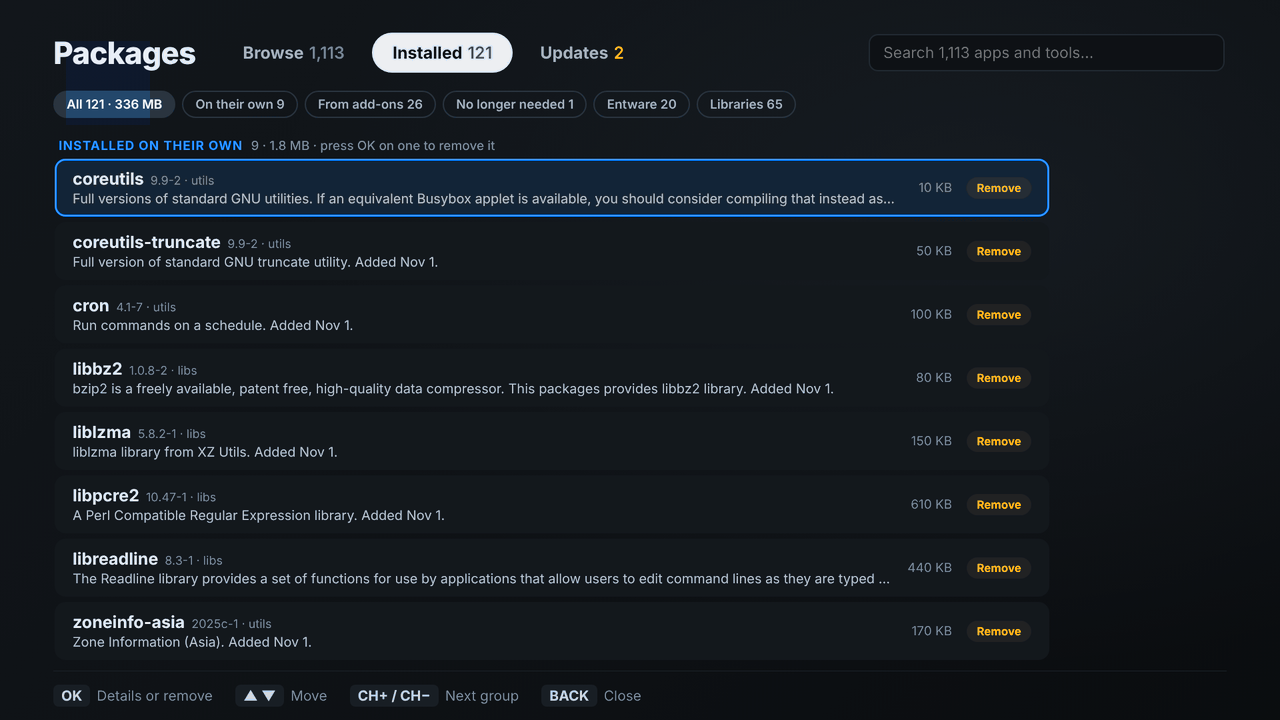 Packages
Browse 1,113
Installed 121
Updates 2
Search 1,113 apps and tools...
All 121 · 336 MB
On their own 9
From add-ons 26
No longer needed 1
Entware 20
Libraries 65
INSTALLED ON THEIR OWN 9 · 1.8 MB · press OK on one to remove it
coreutils 9.9-2 · utils
Full versions of standard GNU utilities. If an equivalent Busybox applet is available, you should consider compiling that instead as...
10 KB Remove
coreutils-truncate 9.9-2 · utils
Full version of standard GNU truncate utility. Added Nov 1.
50 KB Remove
cron 4.1-7 · utils
Run commands on a schedule. Added Nov 1.
100 KB Remove
libbz2 1.0.8-2 · libs
bzip2 is a freely available, patent free, high-quality data compressor. This packages provides libbz2 library. Added Nov 1.
80 KB Remove
liblzma 5.8.2-1 · libs
liblzma library from XZ Utils. Added Nov 1.
150 KB Remove
libpcre2 10.47-1 · libs
A Perl Compatible Regular Expression library. Added Nov 1.
610 KB Remove
libreadline 8.3-1 · libs
The Readline library provides a set of functions for use by applications that allow users to edit command lines as they are typed ...
440 KB Remove
zoneinfo-asia 2025c-1 · utils
Zone Information (Asia). Added Nov 1.
170 KB Remove
OK Details or remove ▲▼ Move CH+ / CH− Next group BACK Close